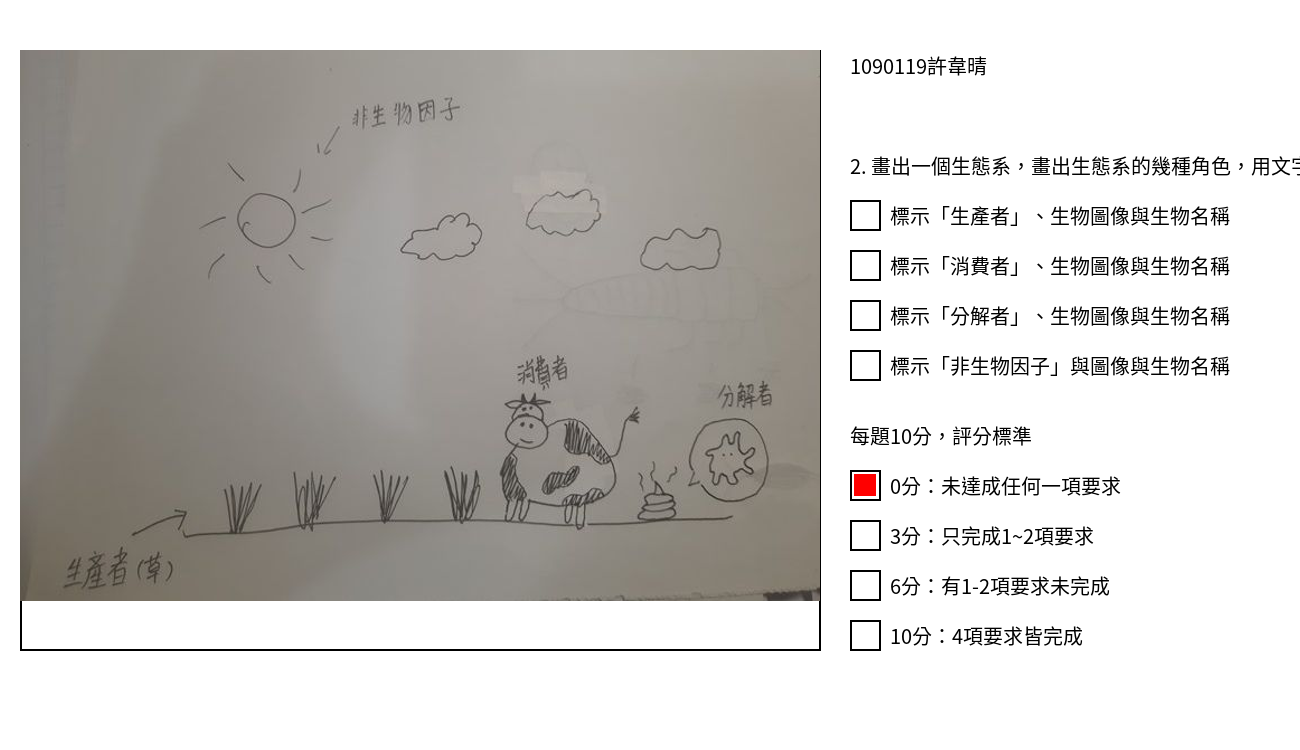 非生物因子
消費者
分解者
生產者(草)
1090119許韋晴
2. 畫出一個生態系，畫出生態系的幾種角色，用文字
標示「生產者」、生物圖像與生物名稱
標示「消費者」、生物圖像與生物名稱
標示「分解者」、生物圖像與生物名稱
標示「非生物因子」與圖像與生物名稱
每題10分，評分標準
0分：未達成任何一項要求
3分：只完成1~2項要求
6分：有1-2項要求未完成
10分：4項要求皆完成